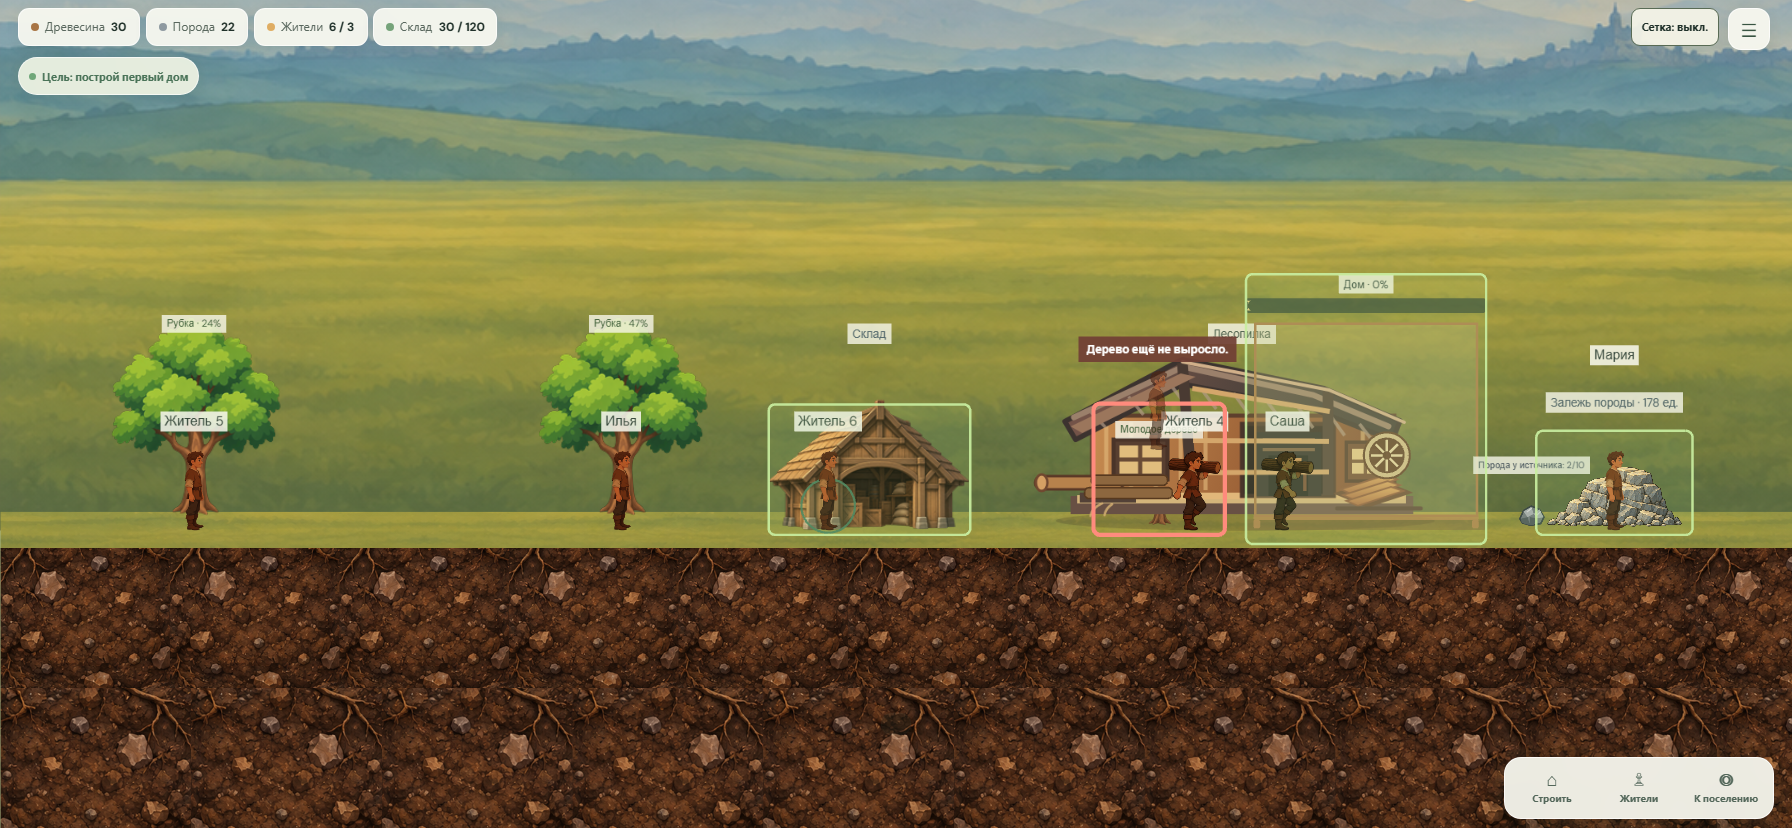 Древесина 30
Порода 22
Жители 6 / 3
Склад 30 / 120
Сетка: выкл.
Цель: построй первый дом
Дом · 0%
Рубка · 24%
Рубка · 47%
Склад
Лесопилка
Дерево ещё не выросло.
Мария
Залежь породы · 178 ед.
Житель 5
Илья
Житель 6
Житель 4
Саша
Молодое дерево
Порода у источника: 2/10
Строить
Жители
К поселению